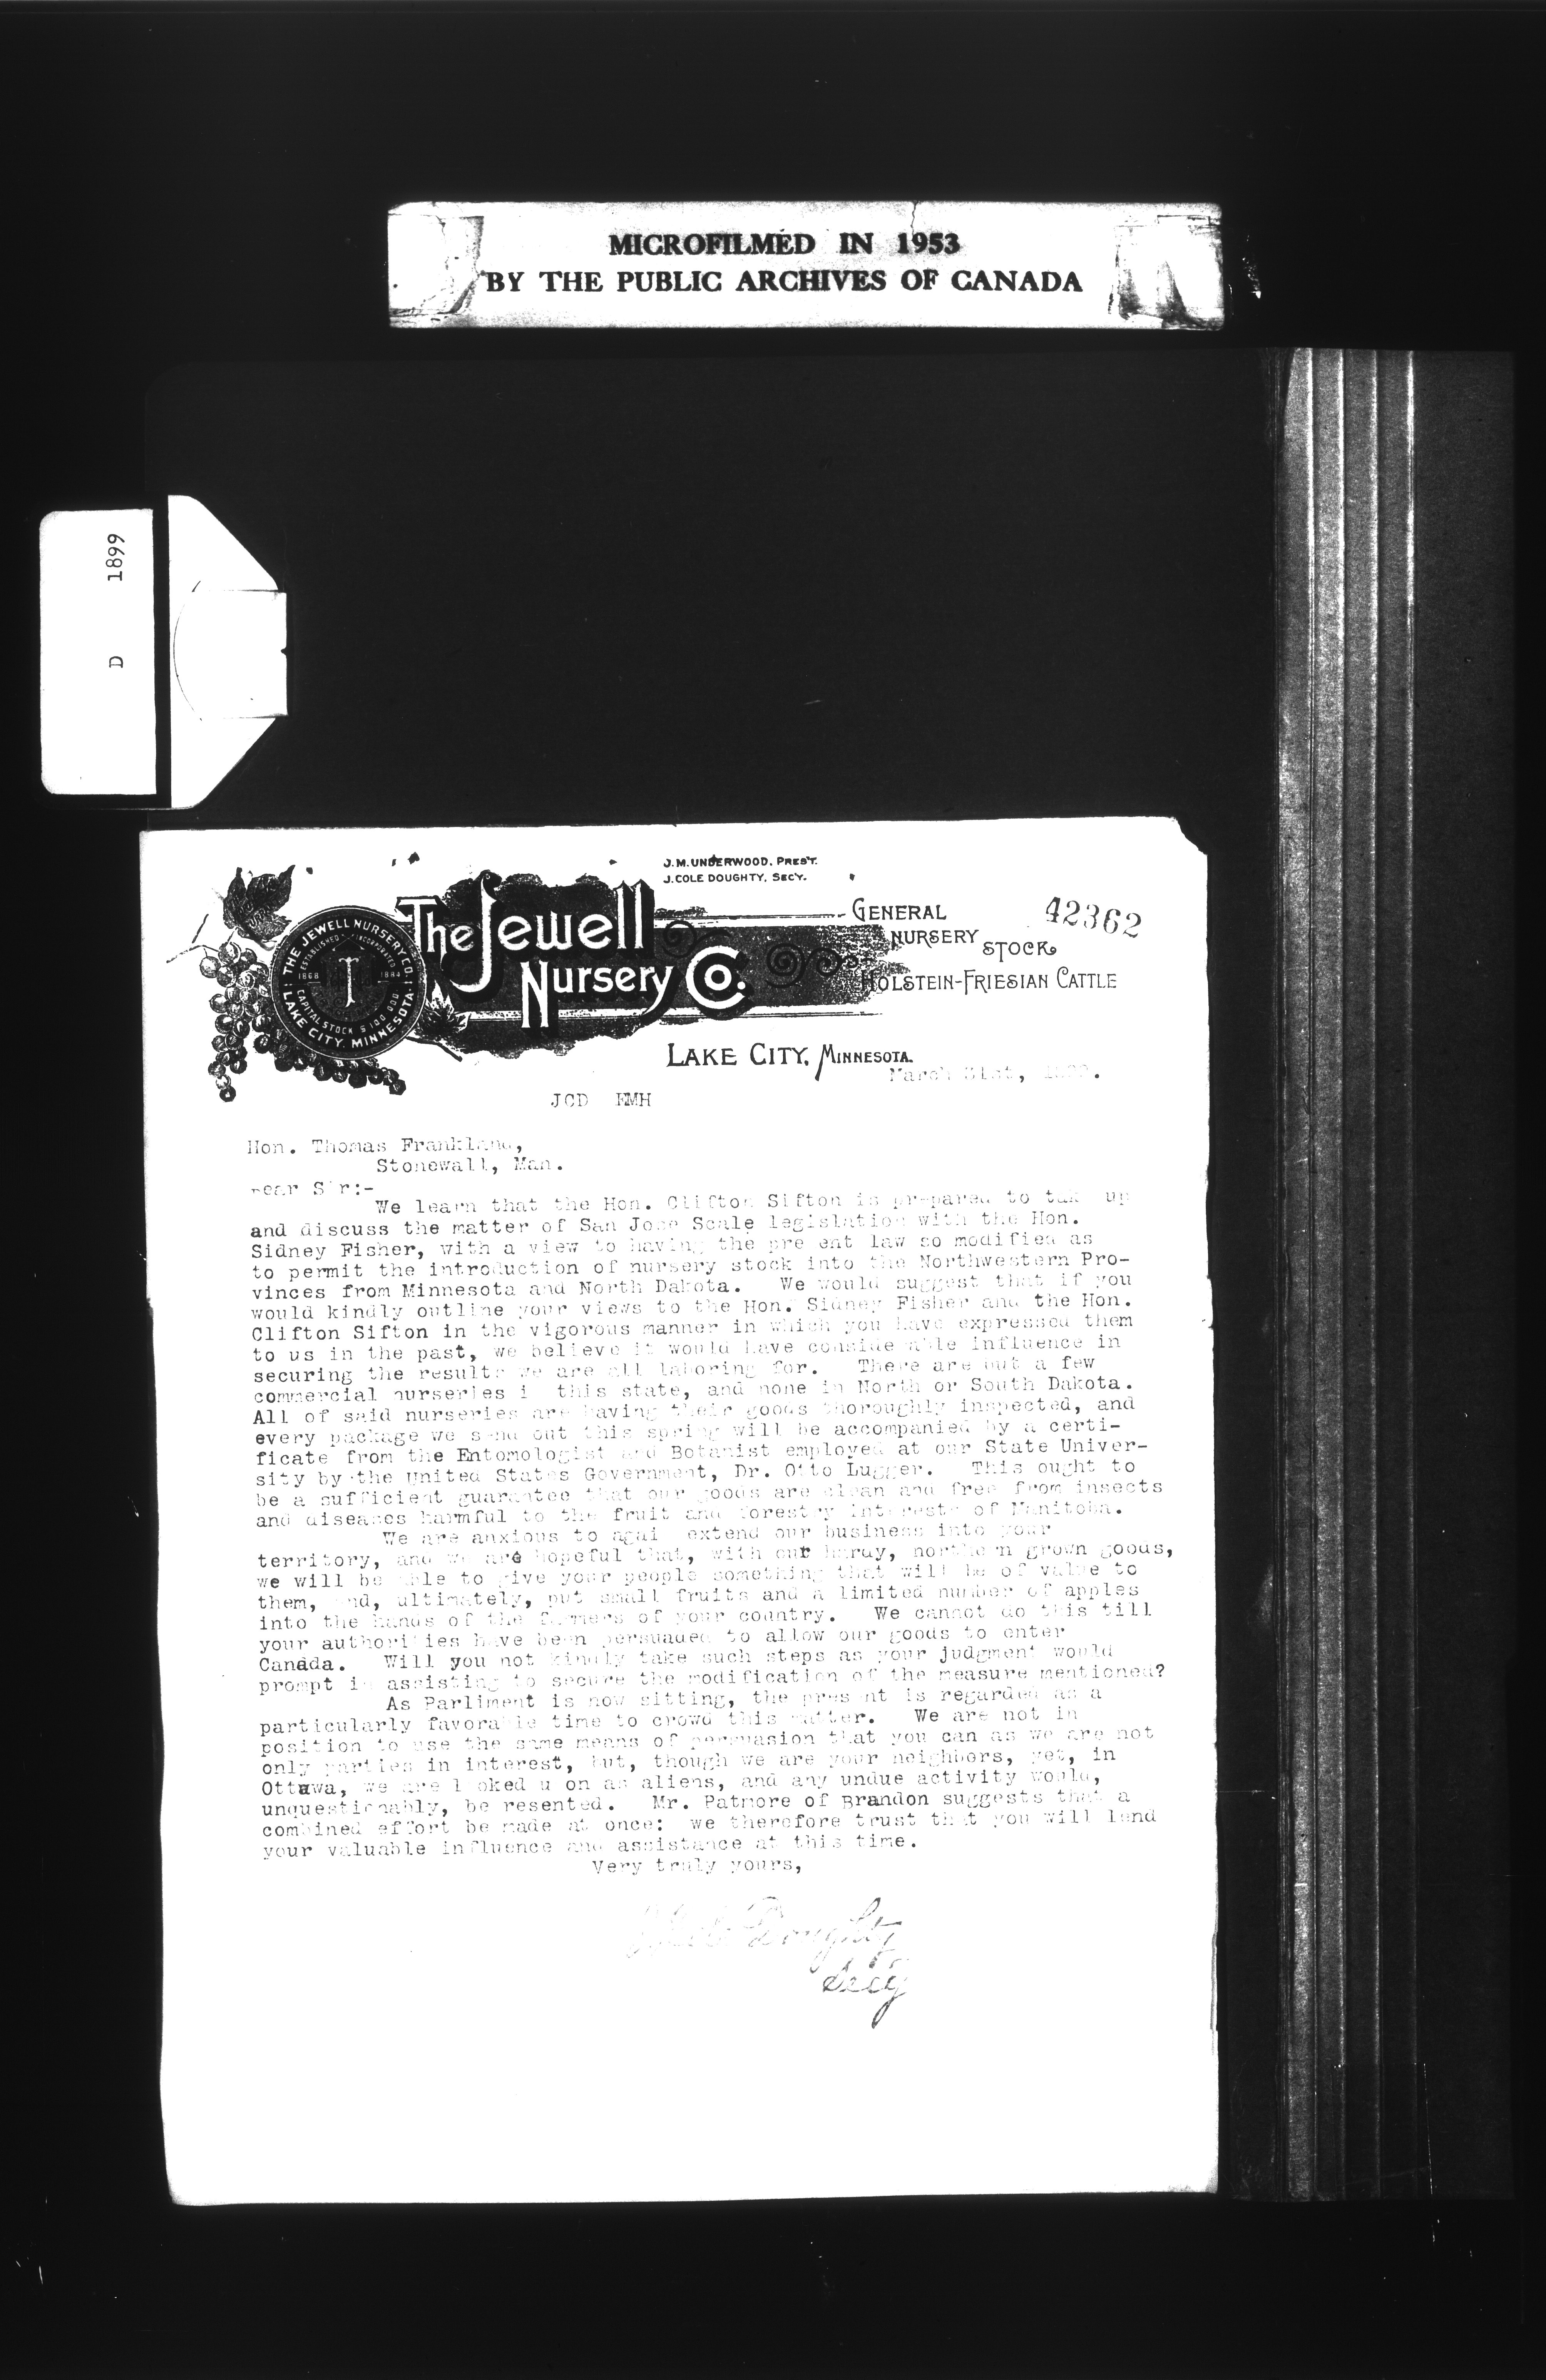 MICROFILMED IN 1953
BY THE PUBLIC ARCHIVES OF CANADA
D 1899
J.M. UNDERWOOD, PRES'T.
J. COLE DOUGHTY, SEC'Y.
THE JEWELL NURSERY CO.
ESTABLISHED INCORPORATED
1868 1884
CAPITAL STOCK $100,000
LAKE CITY, MINNESOTA
The Jewell
Nursery Co.
GENERAL
NURSERY
STOCK
HOLSTEIN-FRIESIAN CATTLE
42362
LAKE CITY, MINNESOTA.
March 31st,
JCD EMH
Hon. Thomas Frankland,
Stonewall, Man.
Dear Sir:-
We learn that the Hon. Clifton Sifton is prepared to take up
and discuss the matter of San Jose Scale legislation with the Hon.
Sidney Fisher, with a view to having the present law so modified as
to permit the introduction of nursery stock into the Northwestern Pro-
vinces from Minnesota and North Dakota. We would suggest that if you
would kindly outline your views to the Hon. Sidney Fisher and the Hon.
Clifton Sifton in the vigorous manner in which you have expressed them
to us in the past, we believe it would have considerable influence in
securing the results we are all laboring for. There are but a few
commercial nurseries in this state, and none in North or South Dakota.
All of said nurseries are having their goods thoroughly inspected, and
every package we send out this spring will be accompanied by a certi-
ficate from the Entomologist and Botanist employed at our State Univer-
sity by the United States Government, Dr. Otto Lugger. This ought to
be a sufficient guarantee that our goods are clean and free from insects
and diseases harmful to the fruit and forestry interests of Manitoba.
We are anxious to again extend our business into your
territory, and we are hopeful that, with our hardy, northern grown goods,
we will be able to give your people something that will be of value to
them, and, ultimately, put small fruits and a limited number of apples
into the hands of the farmers of your country. We cannot do this till
your authorities have been persuaded to allow our goods to enter
Canada. Will you not kindly take such steps as your judgment would
prompt in assisting to secure the modification of the measure mentioned?
As Parliment is now sitting, the present is regarded as a
particularly favorable time to crowd this matter. We are not in
position to use the same means of persuasion that you can as we are not
only parties in interest, but, though we are your neighbors, yet, in
Ottawa, we are looked upon as aliens, and any undue activity would,
unquestionably, be resented. Mr. Patmore of Brandon suggests that a
combined effort be made at once: we therefore trust that you will lend
your valuable influence and assistance at this time.
Very truly yours,
Doughty
Secy